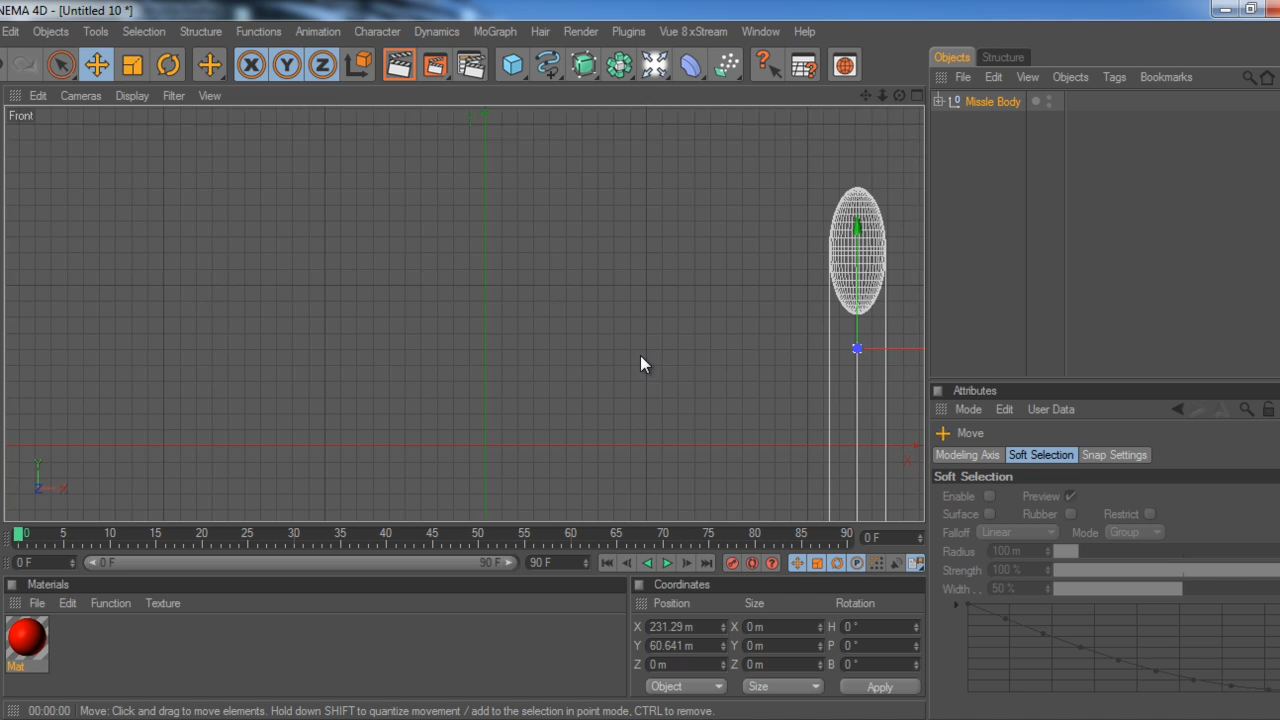 NEMA 4D - [Untitled 10 *]
Edit Objects Tools Selection Structure Functions Animation Character Dynamics MoGraph Hair Render Plugins Vue 8 xStream Window Help
X Y Z
Objects Structure
File Edit View Objects Tags Bookmarks
Edit Cameras Display Filter View
Front
Y
0 Missle Body
X
Y
Z X
Attributes
Mode Edit User Data
Move
Modeling Axis Soft Selection Snap Settings
Soft Selection
Enable Preview
Surface Rubber Restrict
Falloff Linear Mode Group
Radius 100 m
Strength 100 %
Width . . 50 %
0 5 10 15 20 25 30 35 40 45 50 55 60 65 70 75 80 85 90 0 F
0 F 0 F 90 F 90 F P
Materials
File Edit Function Texture
Mat
Coordinates
Position Size Rotation
X 231.29 m X 0 m H 0 °
Y 60.641 m Y 0 m P 0 °
Z 0 m Z 0 m B 0 °
Object Size Apply
00:00:00 Move: Click and drag to move elements. Hold down SHIFT to quantize movement / add to the selection in point mode, CTRL to remove.